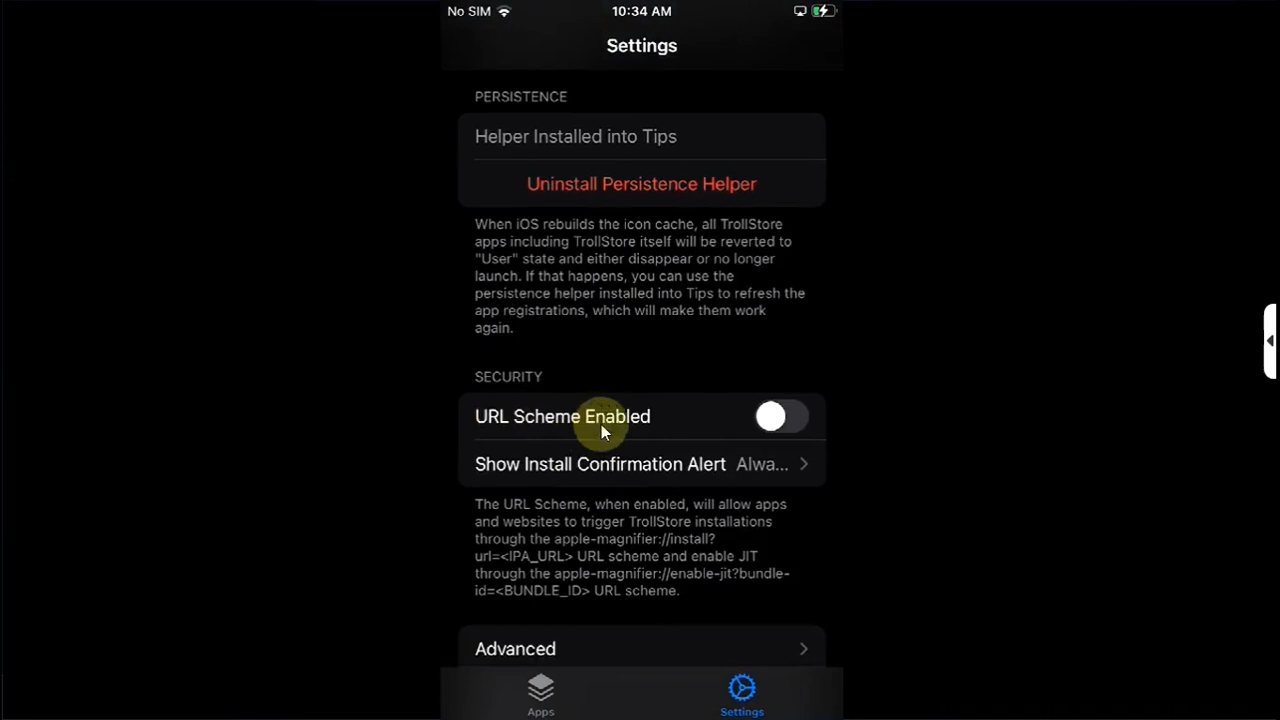 No SIM 10:34 AM
Settings
PERSISTENCE
Helper Installed into Tips
Uninstall Persistence Helper
When iOS rebuilds the icon cache, all TrollStore
apps including TrollStore itself will be reverted to
"User" state and either disappear or no longer
launch. If that happens, you can use the
persistence helper installed into Tips to refresh the
app registrations, which will make them work
again.
SECURITY
URL Scheme Enabled
Show Install Confirmation Alert Alwa...
The URL Scheme, when enabled, will allow apps
and websites to trigger TrollStore installations
through the apple-magnifier://install?
url=<IPA_URL> URL scheme and enable JIT
through the apple-magnifier://enable-jit?bundle-
id=<BUNDLE_ID> URL scheme.
Advanced
Apps Settings